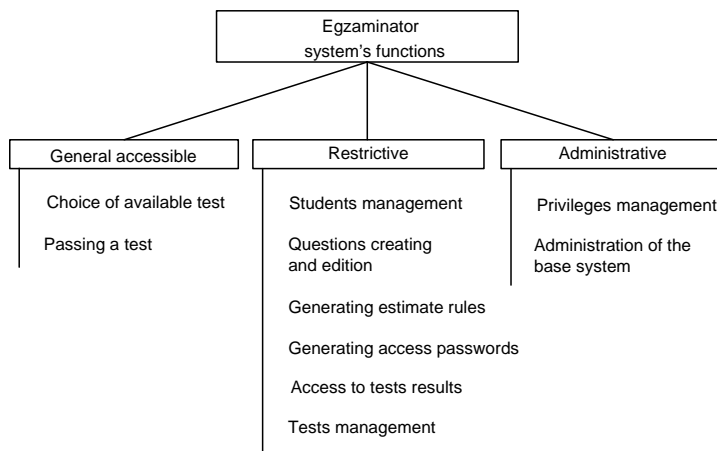 Egzaminator
system's functions
General accessible
Choice of available test
Passing a test
Restrictive
Students management
Questions creating
and edition
Generating estimate rules
Generating access passwords
Access to tests results
Tests management
Administrative
Privileges management
Administration of the
base system